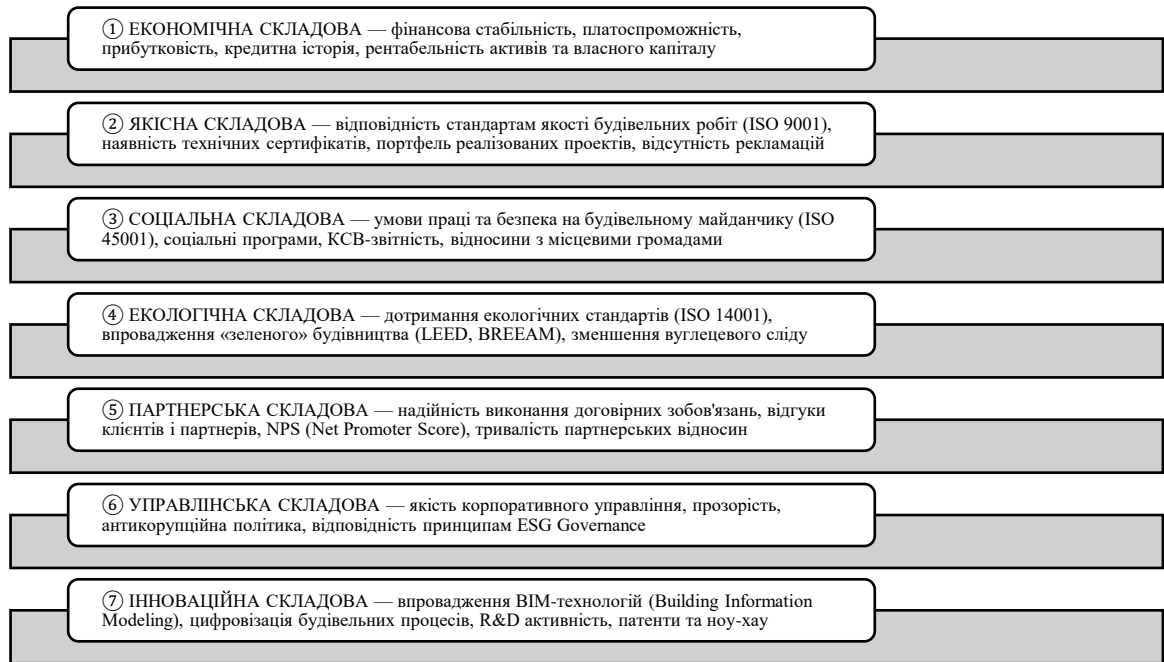 ① ЕКОНОМІЧНА СКЛАДОВА — фінансова стабільність, платоспроможність,
прибутковість, кредитна історія, рентабельність активів та власного капіталу
② ЯКІСНА СКЛАДОВА — відповідність стандартам якості будівельних робіт (ISO 9001),
наявність технічних сертифікатів, портфель реалізованих проектів, відсутність рекламацій
③ СОЦІАЛЬНА СКЛАДОВА — умови праці та безпека на будівельному майданчику (ISO
45001), соціальні програми, КСВ-звітність, відносини з місцевими громадами
④ ЕКОЛОГІЧНА СКЛАДОВА — дотримання екологічних стандартів (ISO 14001),
впровадження «зеленого» будівництва (LEED, BREEAM), зменшення вуглецевого сліду
⑤ ПАРТНЕРСЬКА СКЛАДОВА — надійність виконання договірних зобов'язань, відгуки
клієнтів і партнерів, NPS (Net Promoter Score), тривалість партнерських відносин
⑥ УПРАВЛІНСЬКА СКЛАДОВА — якість корпоративного управління, прозорість,
антикорупційна політика, відповідність принципам ESG Governance
⑦ ІННОВАЦІЙНА СКЛАДОВА — впровадження BIM-технологій (Building Information
Modeling), цифровізація будівельних процесів, R&D активність, патенти та ноу-хау